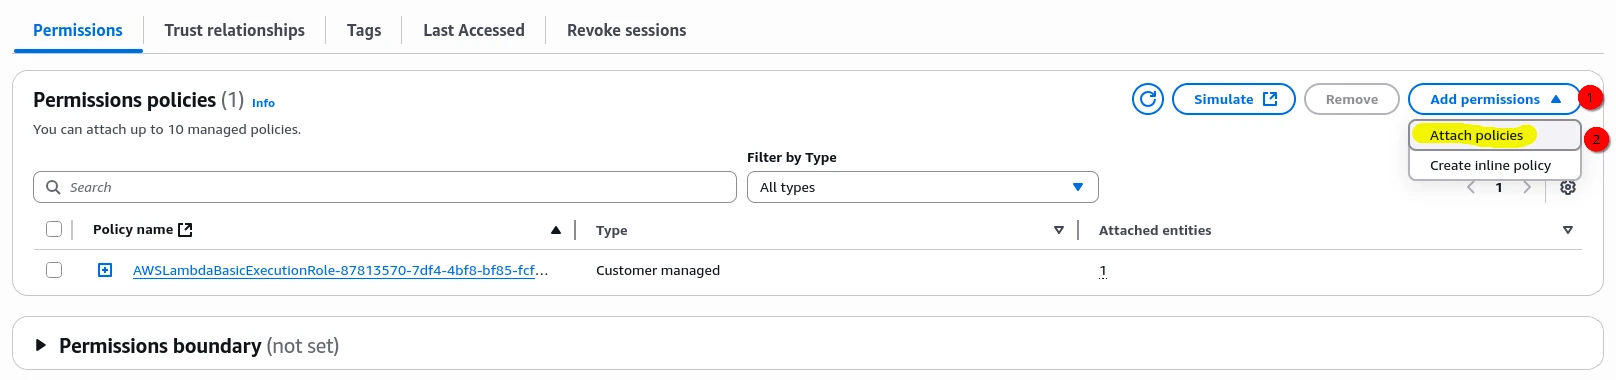 Permissions
Trust relationships
Tags
Last Accessed
Revoke sessions
Permissions policies (1) Info
Simulate
Remove
Add permissions
1
You can attach up to 10 managed policies.
Attach policies
2
Create inline policy
Filter by Type
Search
All types
1
Policy name
Type
Attached entities
AWSLambdaBasicExecutionRole-87813570-7df4-4bf8-bf85-fcf...
Customer managed
1
Permissions boundary (not set)